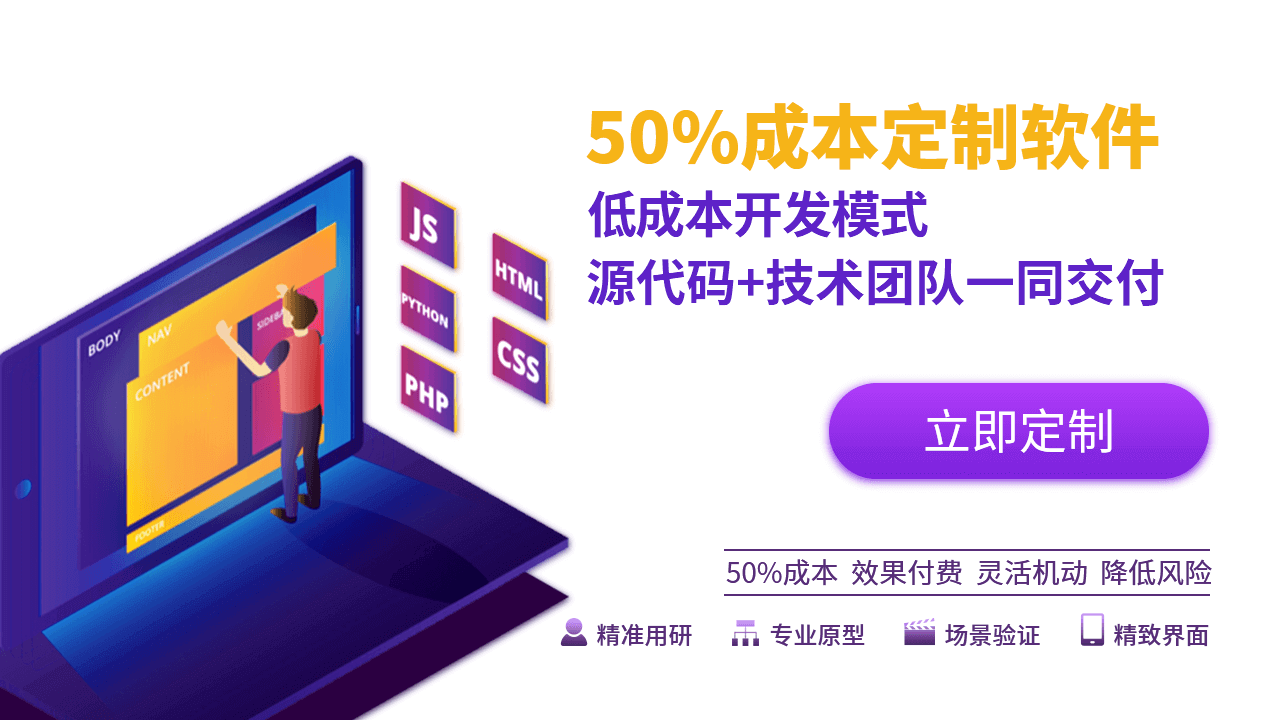 50%成本定制软件
低成本开发模式
源代码+技术团队一同交付
立即定制
50%成本 效果付费 灵活机动 降低风险
精准用研 专业原型 场景验证 精致界面
JS
HTML
PYTHON
CSS
PHP
BODY
NAV
SIDEBA
CONTENT
FOOTER